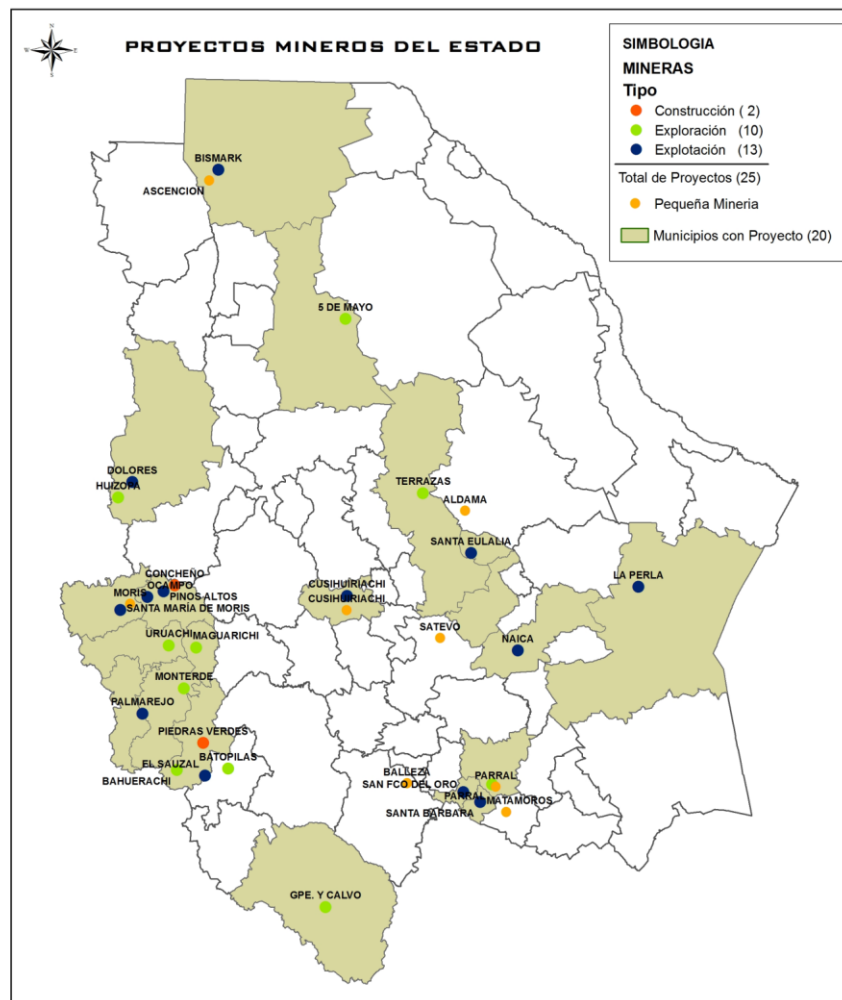 N
PROYECTOS MINEROS DEL ESTADO
SIMBOLOGIA
MINERAS
Tipo
Construcción ( 2)
Exploración (10)
Explotación (13)
Total de Proyectos (25)
Pequeña Mineria
Municipios con Proyecto (20)
BISMARK
ASCENCION
5 DE MAYO
DOLORES
HUIZOPA
TERRAZAS
ALDAMA
SANTA EULALIA
LA PERLA
CONCHEÑO
OCAMPO
PINOS ALTOS
MORIS
SANTA MARÍA DE MORIS
CUSIHUIRIACHI
CUSIHUIRIACHI
SATEVO
NAICA
URUACHI
MAGUARICHI
MONTERDE
PALMAREJO
PIEDRAS VERDES
BATOPILAS
EL SAUZAL
BAHUERACHI
BALLEZA
SAN FCO DEL ORO
PARRAL
PARRAL
MATAMOROS
SANTA BARBARA
GPE. Y CALVO